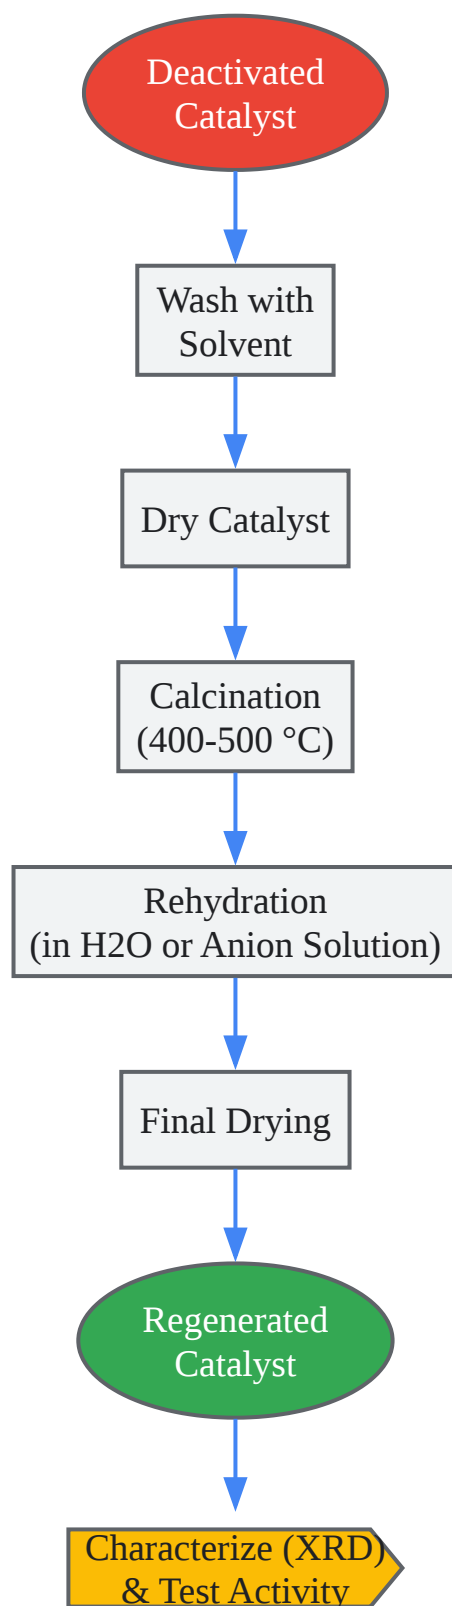 Deactivated
Catalyst
Wash with
Solvent
Dry Catalyst
Calcination
(400-500 °C)
Rehydration
(in H2O or Anion Solution)
Final Drying
Regenerated
Catalyst
Characterize (XRD)
& Test Activity